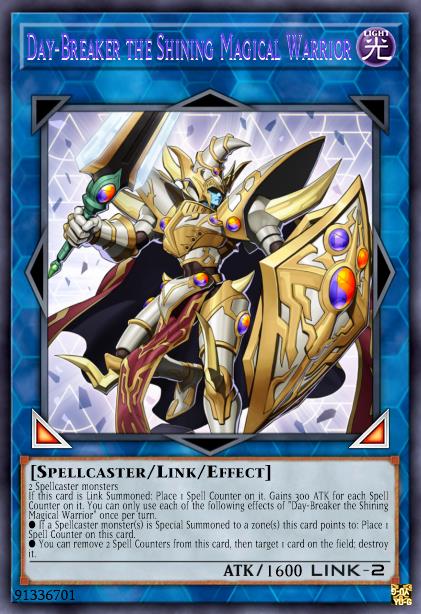 Day-Breaker the Shining Magical Warrior
LIGHT
光
[Spellcaster/Link/Effect]
2 Spellcaster monsters
If this card is Link Summoned: Place 1 Spell Counter on it. Gains 300 ATK for each Spell
Counter on it. You can only use each of the following effects of "Day-Breaker the Shining
Magical Warrior" once per turn.
● If a Spellcaster monster(s) is Special Summoned to a zone(s) this card points to: Place 1
Spell Counter on this card.
● You can remove 2 Spell Counters from this card, then target 1 card on the field; destroy
it.
ATK/1600 LINK-2
91336701